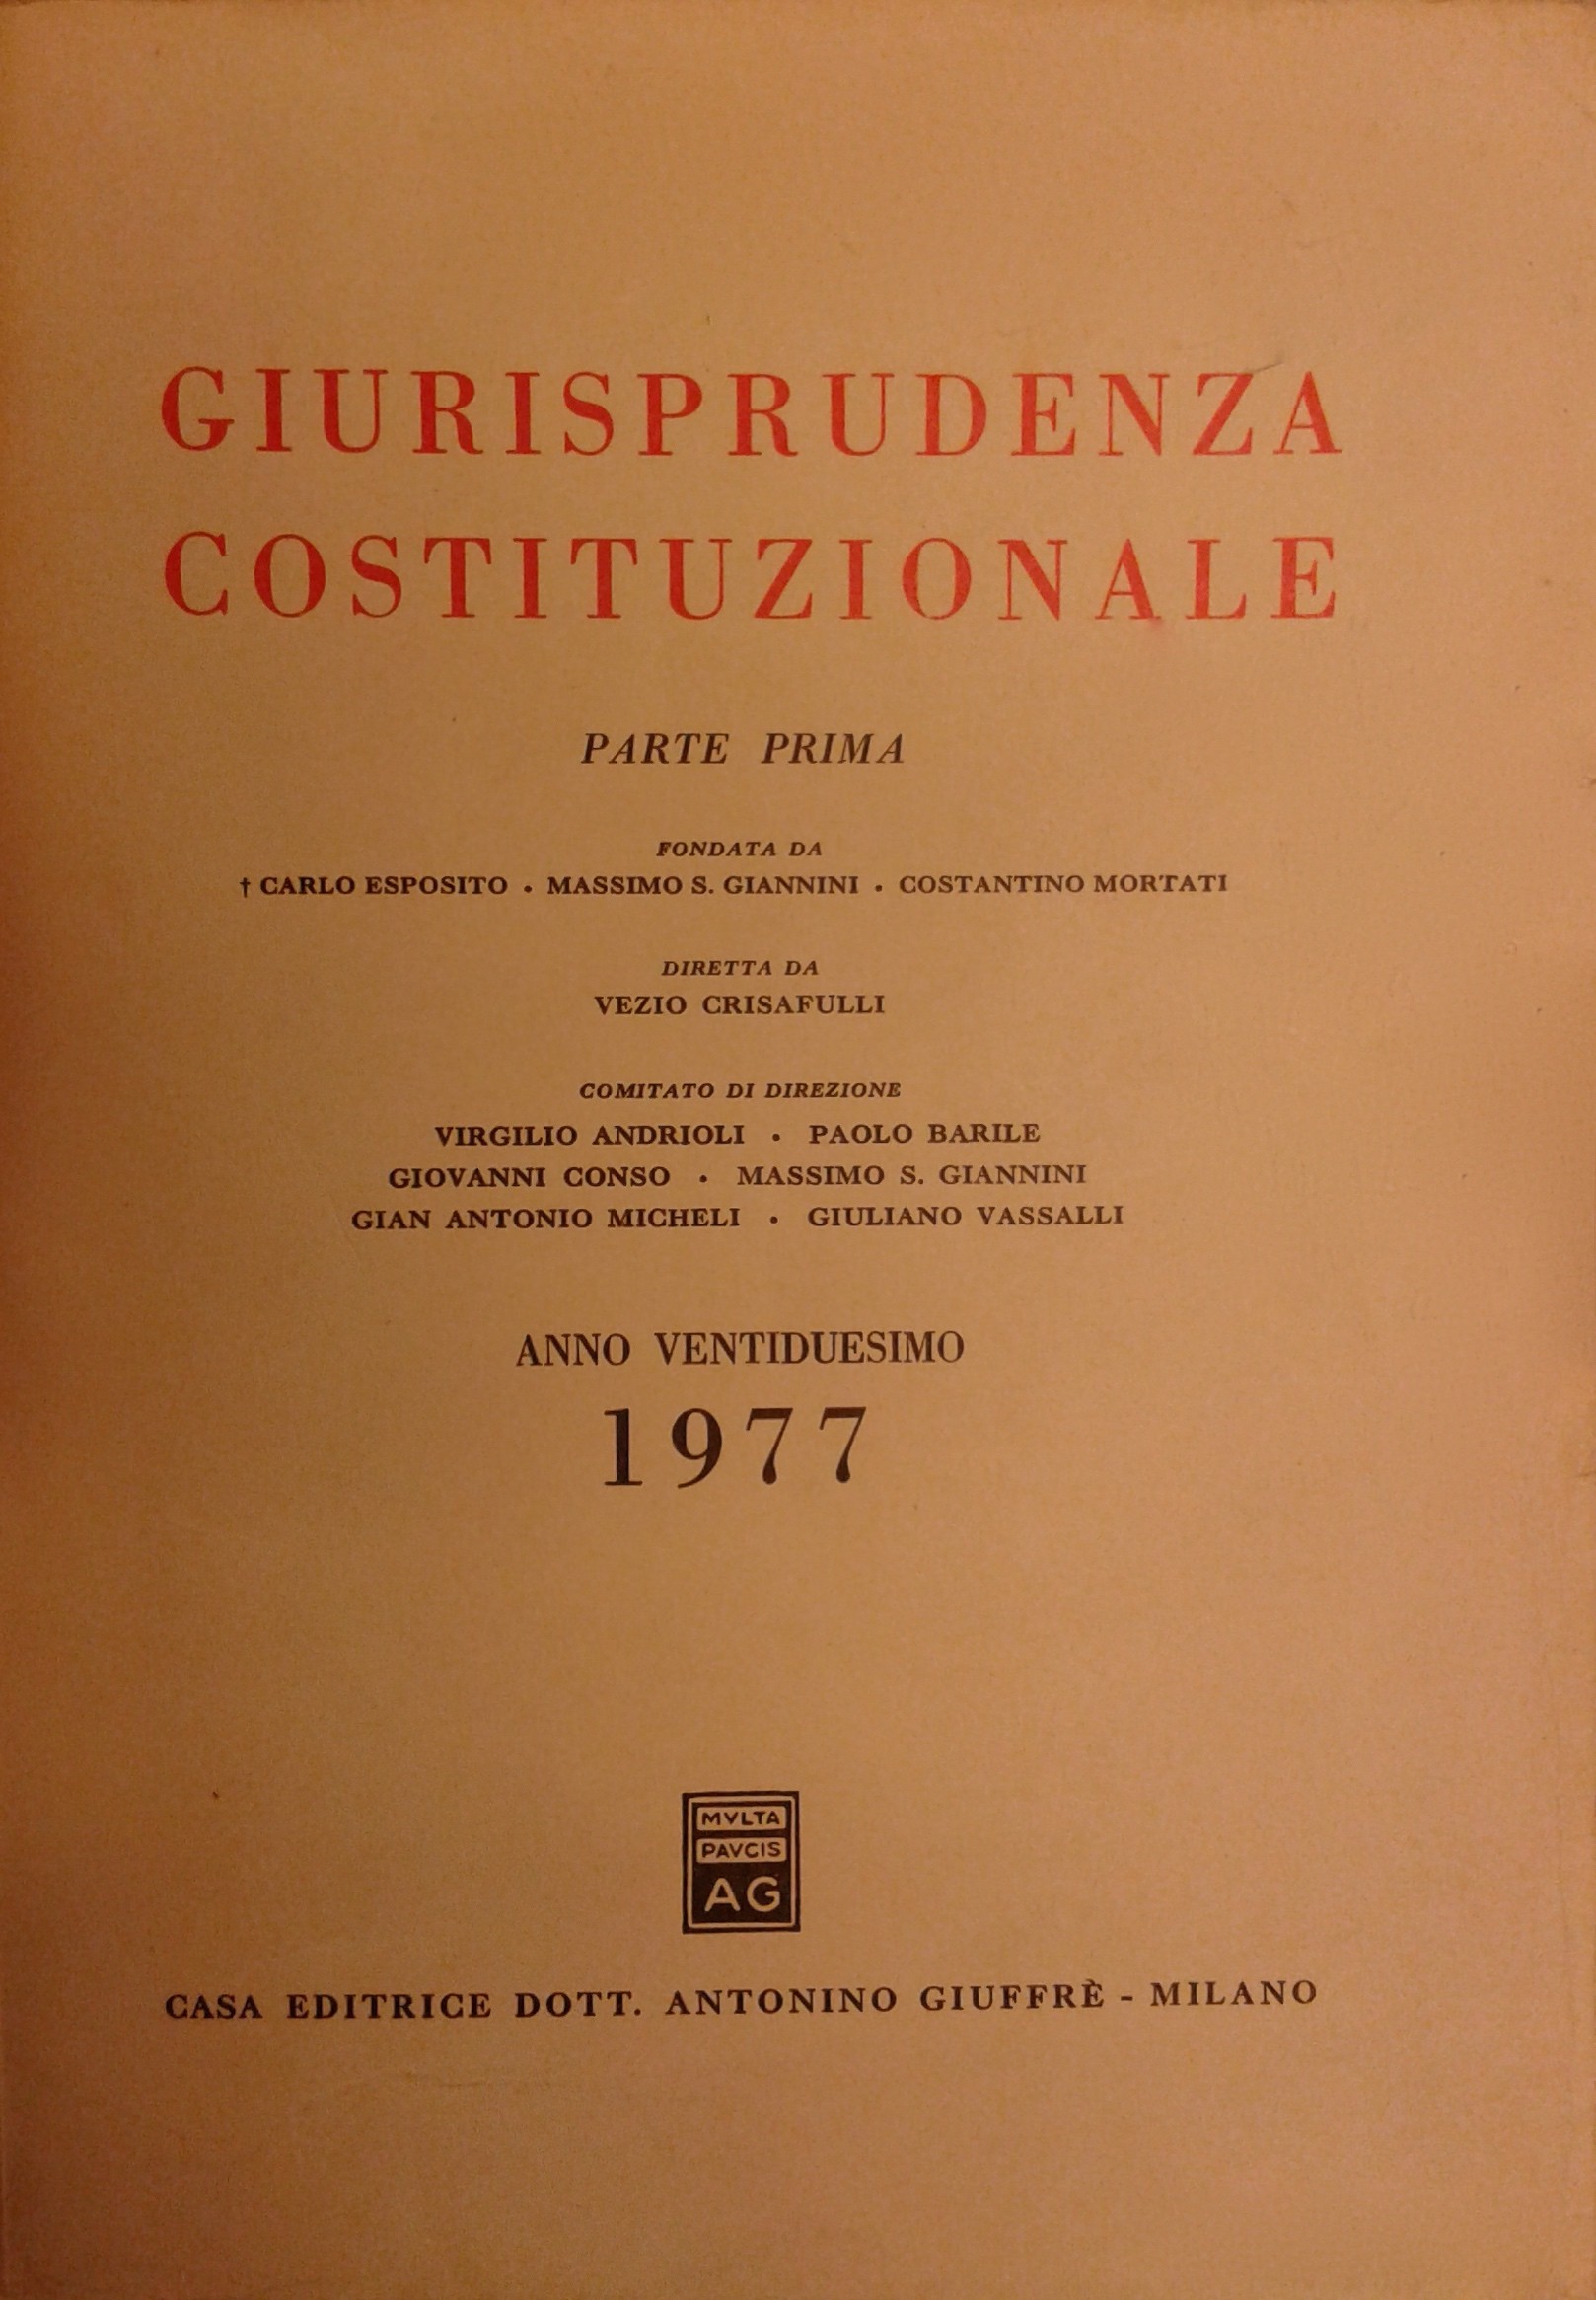 GIURISPRUDENZA
COSTITUZIONALE
PARTE PRIMA
FONDATA DA
† CARLO ESPOSITO • MASSIMO S. GIANNINI • COSTANTINO MORTATI
DIRETTA DA
VEZIO CRISAFULLI
COMITATO DI DIREZIONE
VIRGILIO ANDRIOLI • PAOLO BARILE
GIOVANNI CONSO • MASSIMO S. GIANNINI
GIAN ANTONIO MICHELI • GIULIANO VASSALLI
ANNO VENTIDUESIMO
1977
MVLTA
PAVCIS
AG
CASA EDITRICE DOTT. ANTONINO GIUFFRÈ - MILANO